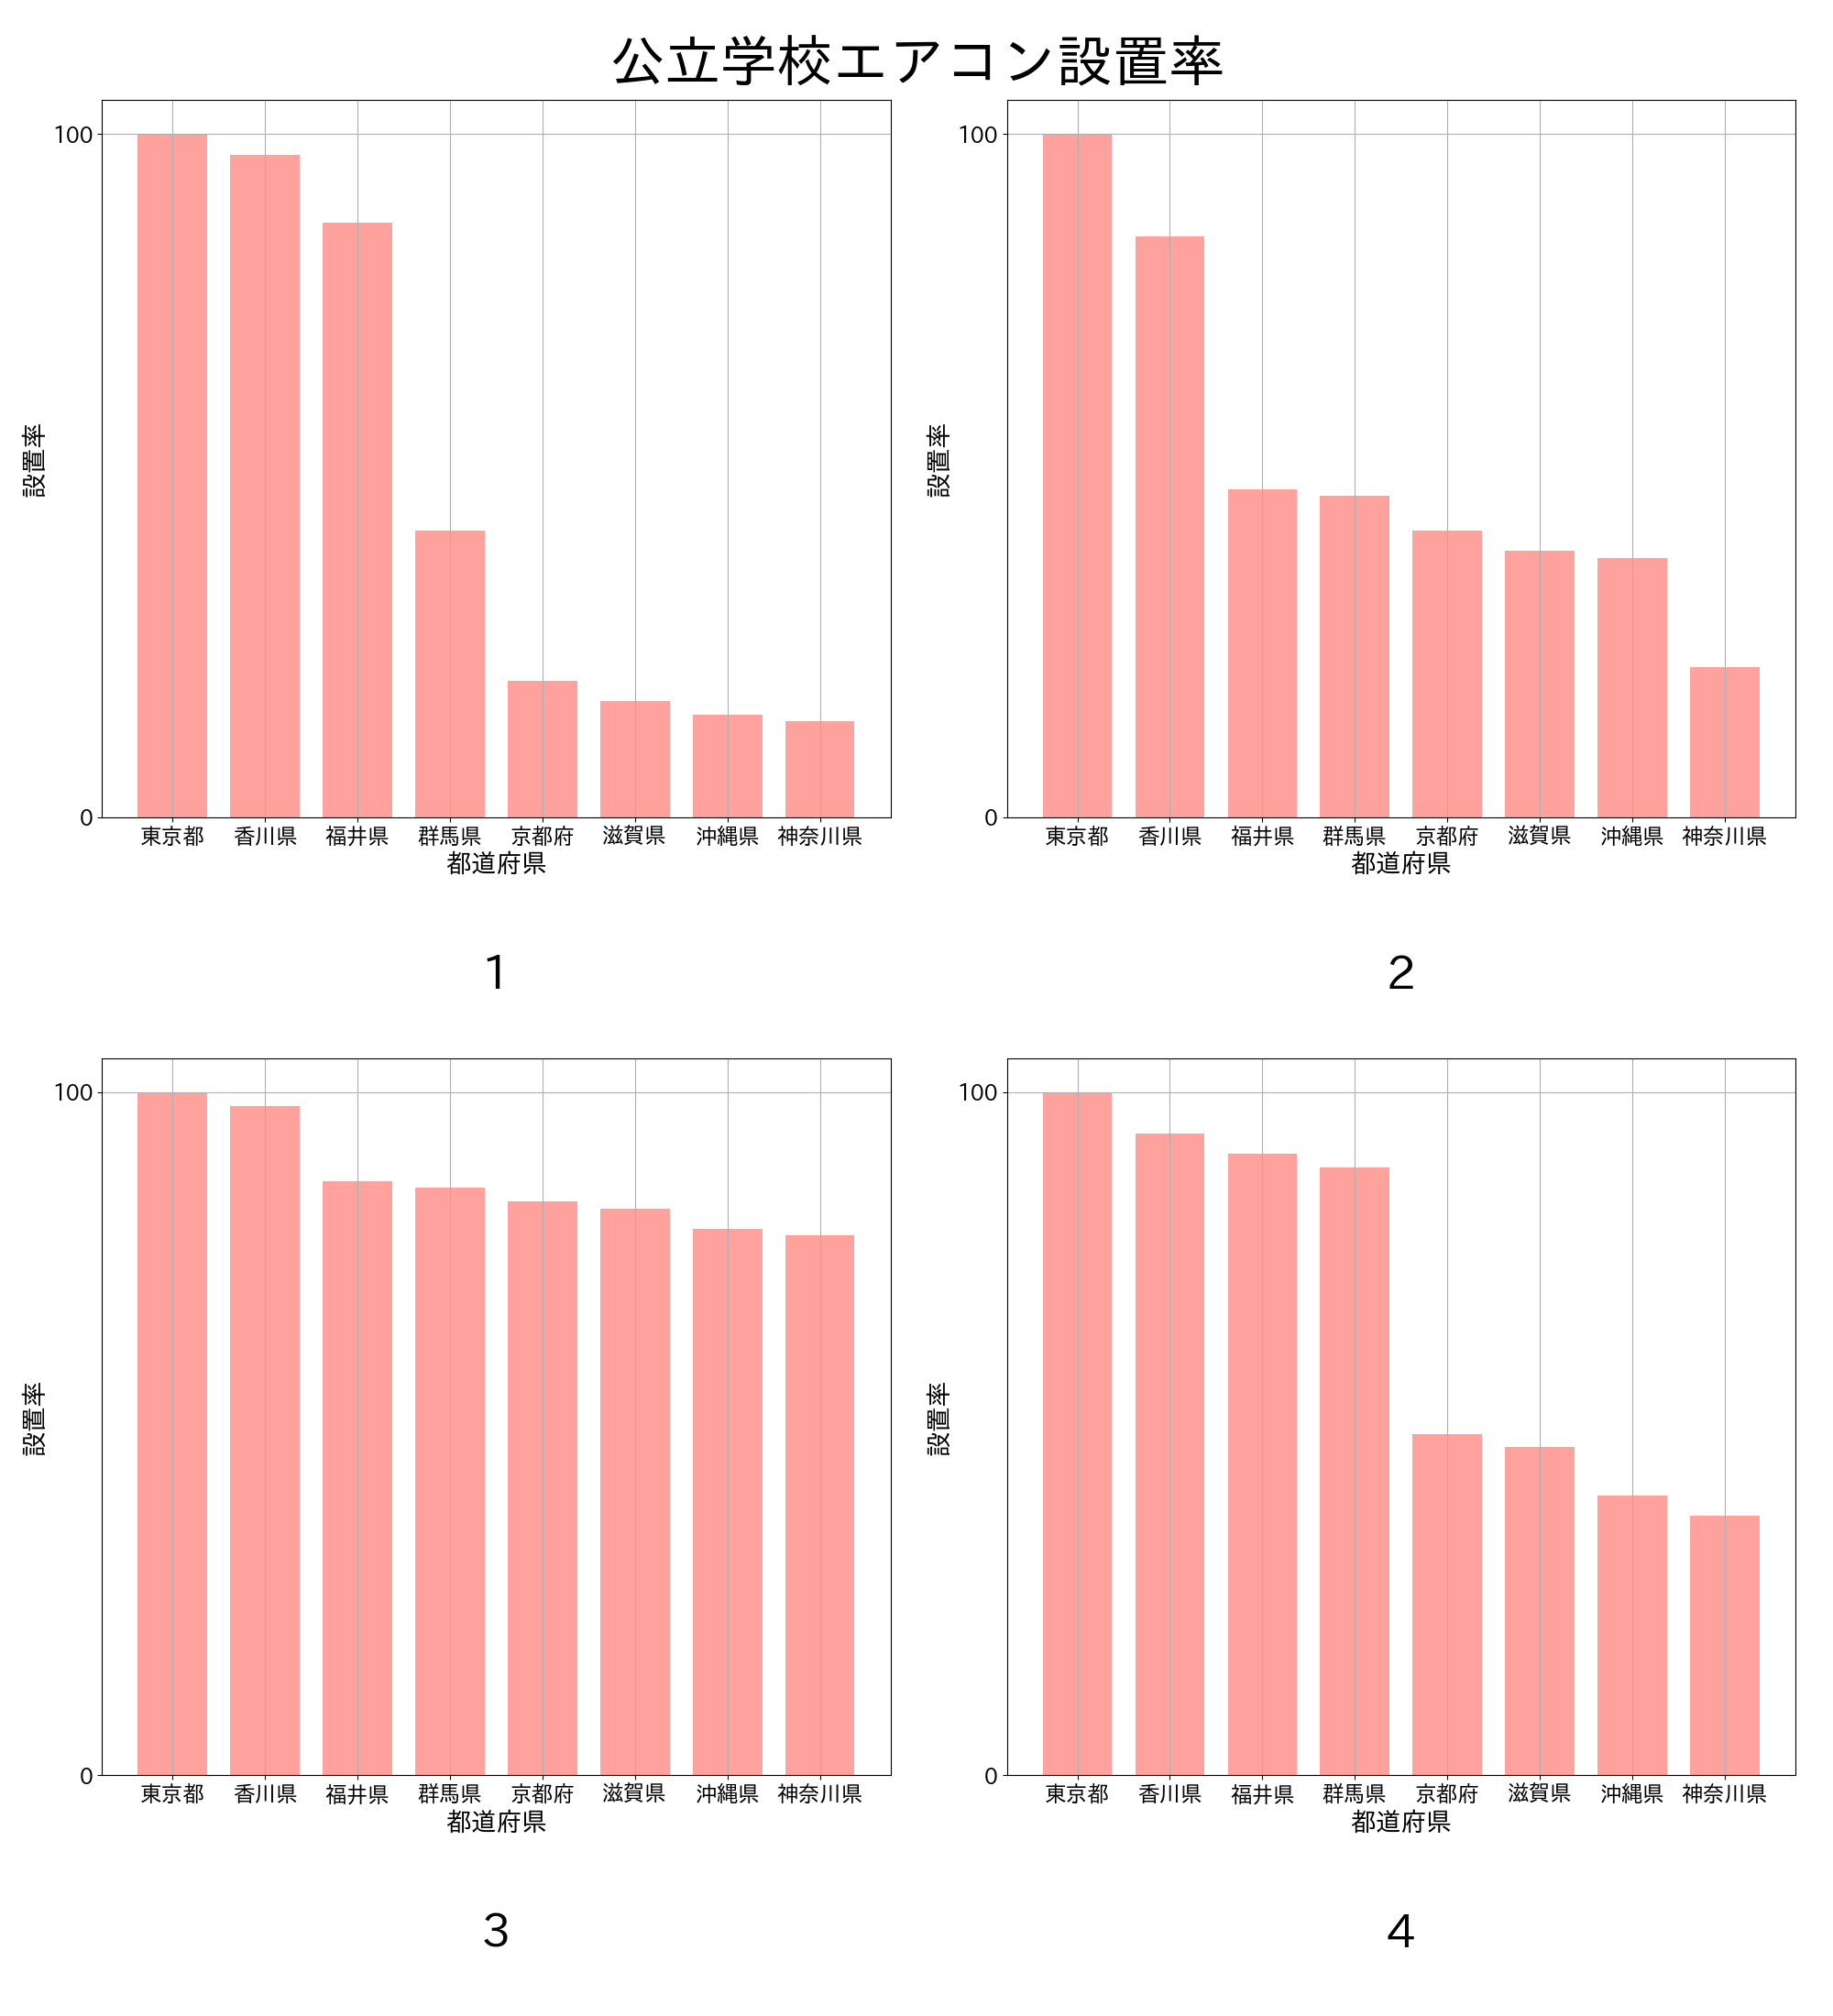 公立学校エアコン設置率
100
0
設置率
東京都 香川県 福井県 群馬県 京都府 滋賀県 沖縄県 神奈川県
都道府県
1
100
0
設置率
東京都 香川県 福井県 群馬県 京都府 滋賀県 沖縄県 神奈川県
都道府県
2
100
0
設置率
東京都 香川県 福井県 群馬県 京都府 滋賀県 沖縄県 神奈川県
都道府県
3
100
0
設置率
東京都 香川県 福井県 群馬県 京都府 滋賀県 沖縄県 神奈川県
都道府県
4